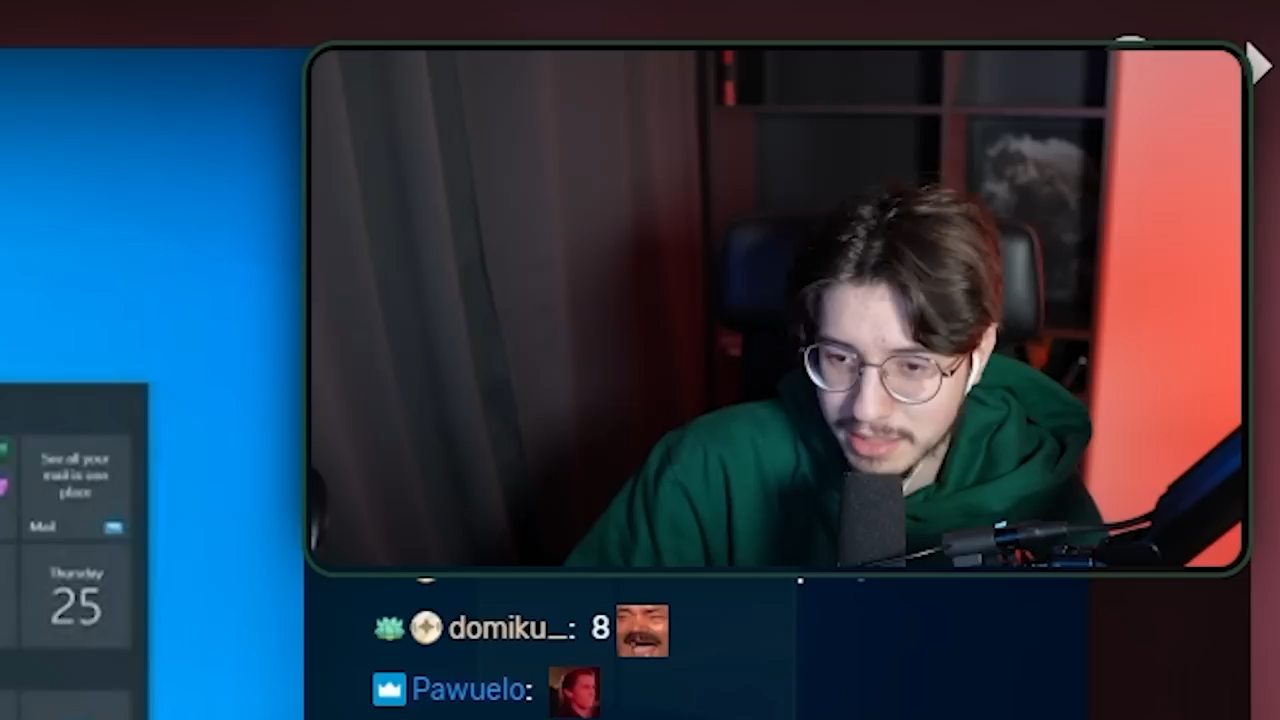 See all your
mail in one
place
Mail
Thursday
25
domiku_: 8
Pawuelo: